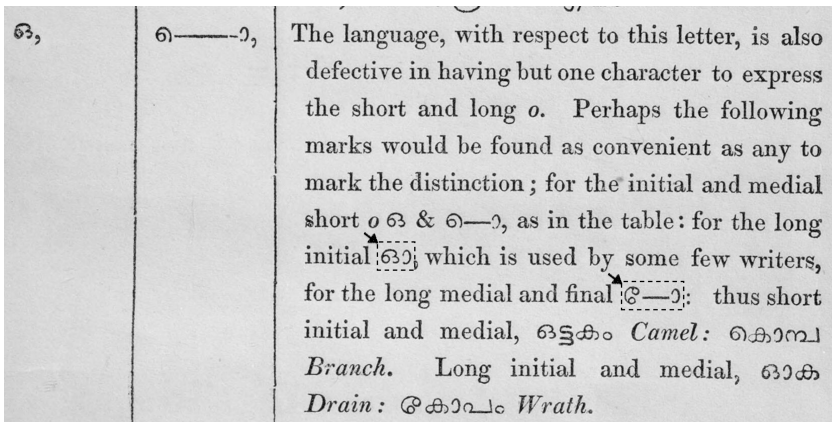 ഒ, െ———ാ, The language, with respect to this letter, is also
defective in having but one character to express
the short and long o. Perhaps the following
marks would be found as convenient as any to
mark the distinction; for the initial and medial
short o ഒ & െ—ാ, as in the table: for the long
initial ഓ, which is used by some few writers,
for the long medial and final േ—ാ: thus short
initial and medial, ഒട്ടകം Camel: കൊമ്പ
Branch. Long initial and medial, ഓക
Drain: കോപം Wrath.